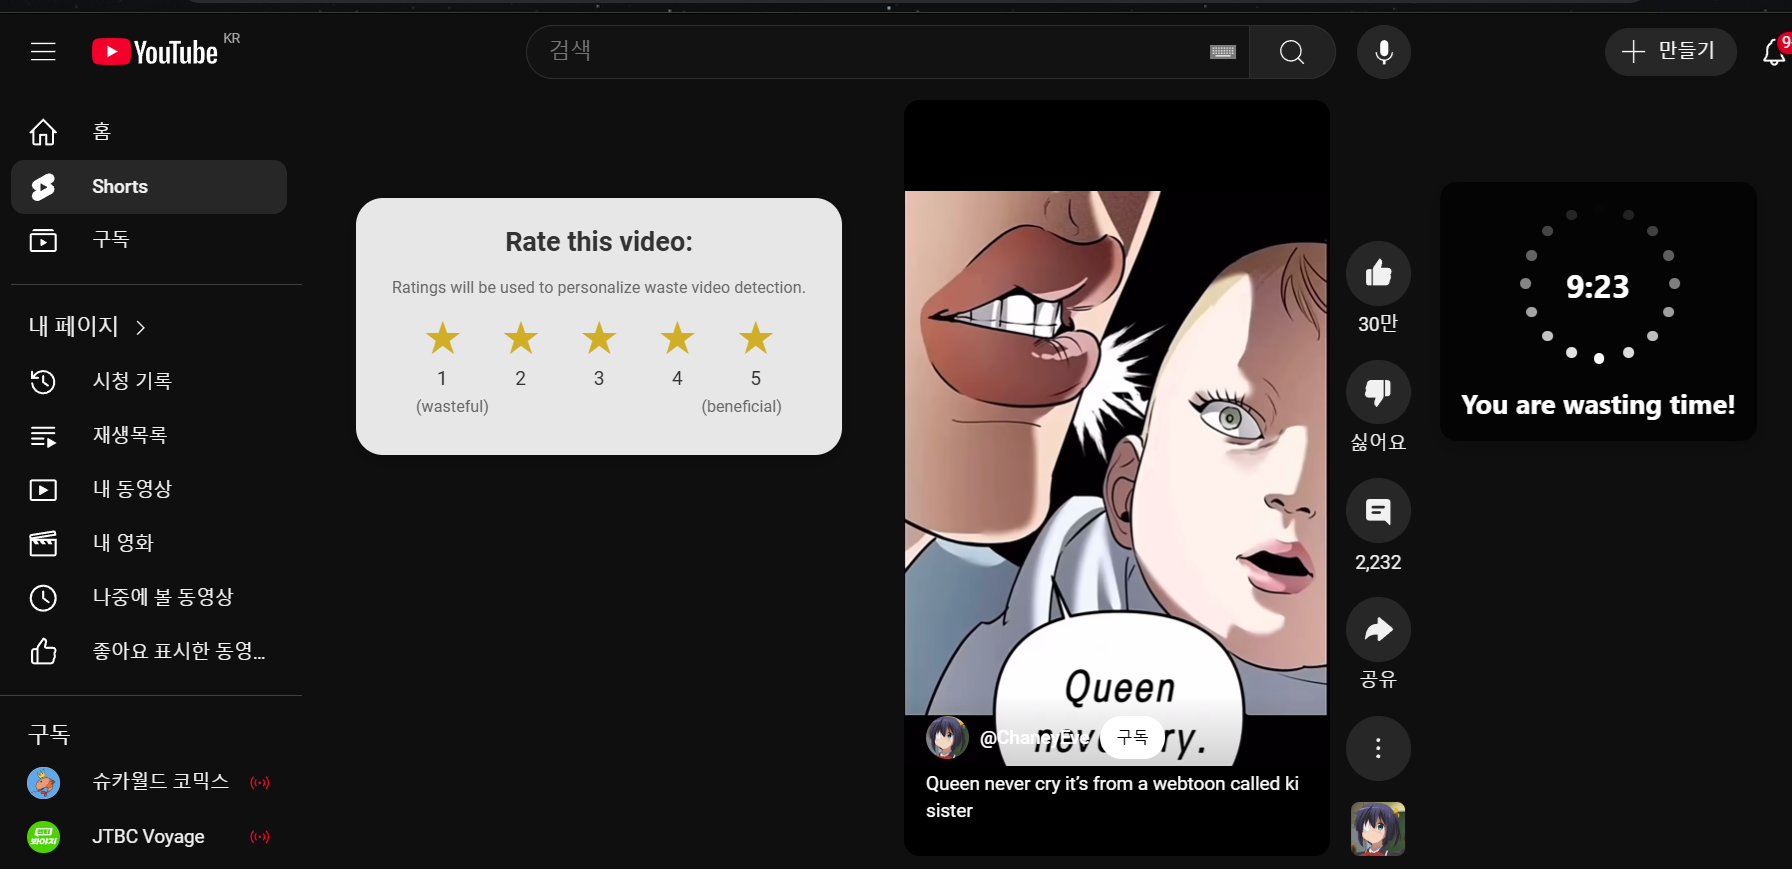 YouTube KR
검색
만들기
9
홈
Shorts
구독
내 페이지
시청 기록
재생목록
내 동영상
내 영화
나중에 볼 동영상
좋아요 표시한 동영...
구독
슈카월드 코믹스
JTBC Voyage
Rate this video:
Ratings will be used to personalize waste video detection.
1 2 3 4 5
(wasteful) (beneficial)
Queen
never cry.
@ChaneyEve 구독
Queen never cry it’s from a webtoon called ki
sister
30만
싫어요
2,232
공유
9:23
You are wasting time!